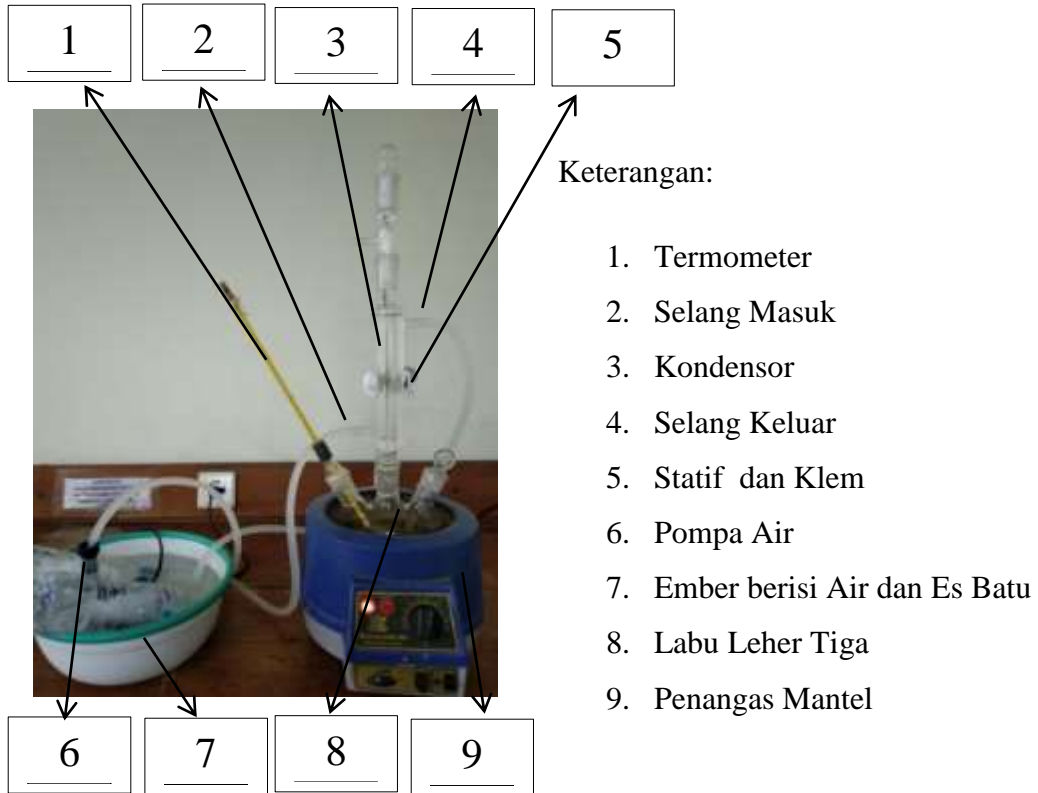 1
2
3
4
5
Keterangan:
1. Termometer
2. Selang Masuk
3. Kondensor
4. Selang Keluar
5. Statif dan Klem
6. Pompa Air
7. Ember berisi Air dan Es Batu
8. Labu Leher Tiga
9. Penangas Mantel
6
7
8
9